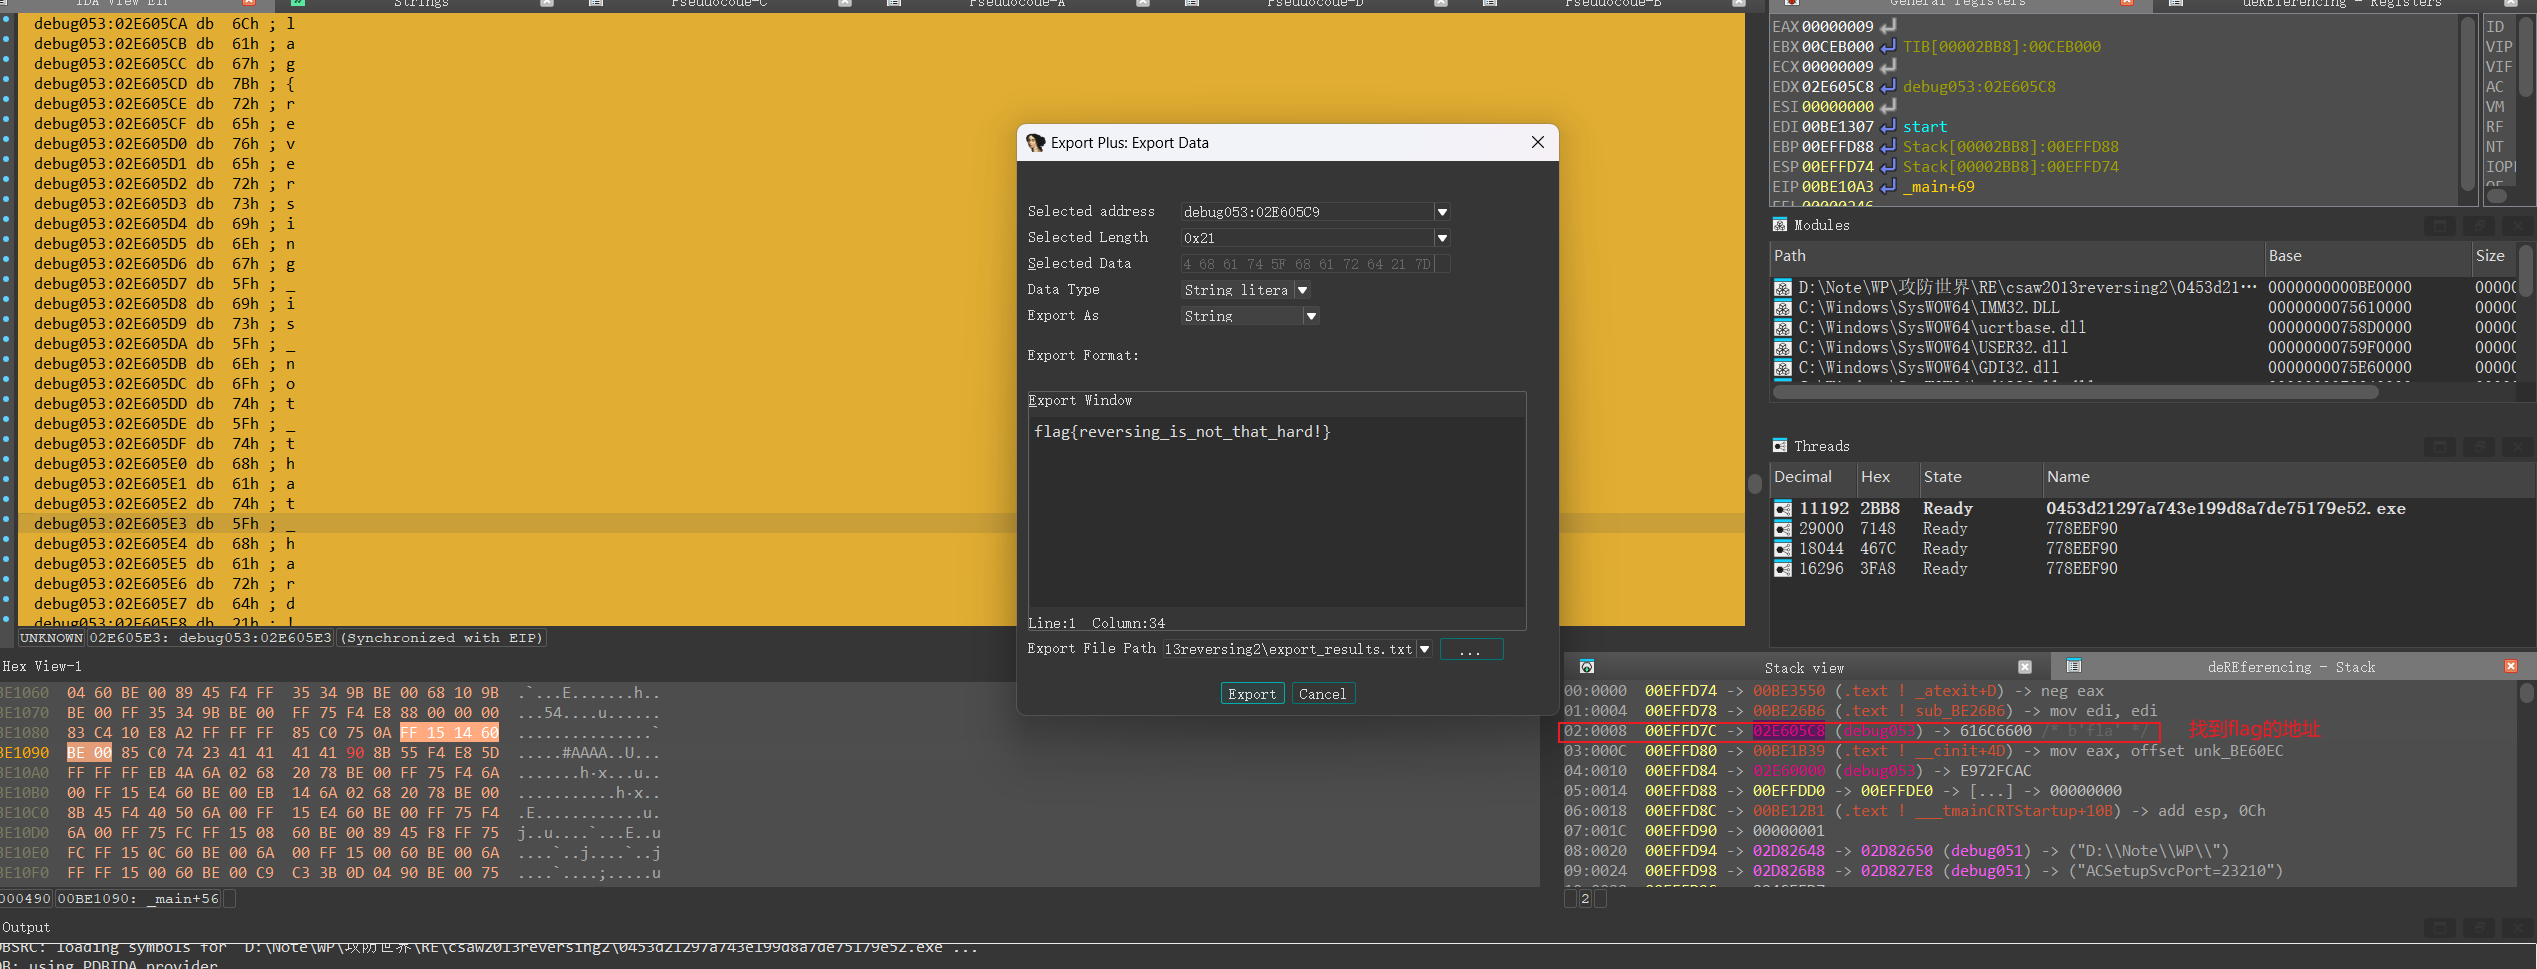 IDA View-EIP
Strings
Pseudocode-C
Pseudocode-A
Pseudocode-D
Pseudocode-B
General registers
deREferencing - Registers
debug053:02E605CA db 6Ch ; l
debug053:02E605CB db 61h ; a
debug053:02E605CC db 67h ; g
debug053:02E605CD db 7Bh ; {
debug053:02E605CE db 72h ; r
debug053:02E605CF db 65h ; e
debug053:02E605D0 db 76h ; v
debug053:02E605D1 db 65h ; e
debug053:02E605D2 db 72h ; r
debug053:02E605D3 db 73h ; s
debug053:02E605D4 db 69h ; i
debug053:02E605D5 db 6Eh ; n
debug053:02E605D6 db 67h ; g
debug053:02E605D7 db 5Fh ; _
debug053:02E605D8 db 69h ; i
debug053:02E605D9 db 73h ; s
debug053:02E605DA db 5Fh ; _
debug053:02E605DB db 6Eh ; n
debug053:02E605DC db 6Fh ; o
debug053:02E605DD db 74h ; t
debug053:02E605DE db 5Fh ; _
debug053:02E605DF db 74h ; t
debug053:02E605E0 db 68h ; h
debug053:02E605E1 db 61h ; a
debug053:02E605E2 db 74h ; t
debug053:02E605E3 db 5Fh ; _
debug053:02E605E4 db 68h ; h
debug053:02E605E5 db 61h ; a
debug053:02E605E6 db 72h ; r
debug053:02E605E7 db 64h ; d
debug053:02E605E8 db 21h ; !
UNKNOWN 02E605E3: debug053:02E605E3 (Synchronized with EIP)
Export Plus: Export Data
Selected address debug053:02E605C9
Selected Length 0x21
Selected Data 4 68 61 74 5F 68 61 72 64 21 7D
Data Type String litera
Export As String
Export Format:
Export Window
flag{reversing_is_not_that_hard!}
Line:1 Column:34
Export File Path 13reversing2\export_results.txt ...
Export Cancel
EAX 00000009
EBX 00CEB000 TIB[00002BB8]:00CEB000
ECX 00000009
EDX 02E605C8 debug053:02E605C8
ESI 00000000
EDI 00BE1307 start
EBP 00EFFD88 Stack[00002BB8]:00EFFD88
ESP 00EFFD74 Stack[00002BB8]:00EFFD74
EIP 00BE10A3 _main+69
EFL 00000246
ID
VIP
VIF
AC
VM
RF
NT
IOPL
OF
Modules
Path Base Size
D:\Note\WP\攻防世界\RE\csaw2013reversing2\0453d21··· 0000000000BE0000 0000
C:\Windows\SysWOW64\IMM32.DLL 0000000075610000 0000
C:\Windows\SysWOW64\ucrtbase.dll 00000000758D0000 0000
C:\Windows\SysWOW64\USER32.dll 00000000759F0000 0000
C:\Windows\SysWOW64\GDI32.dll 0000000075E60000 0000
Threads
Decimal Hex State Name
11192 2BB8 Ready 0453d21297a743e199d8a7de75179e52.exe
29000 7148 Ready 778EEF90
18044 467C Ready 778EEF90
16296 3FA8 Ready 778EEF90
Hex View-1
BE1060 04 60 BE 00 89 45 F4 FF 35 34 9B BE 00 68 10 9B .`...E.......h..
BE1070 BE 00 FF 35 34 9B BE 00 FF 75 F4 E8 88 00 00 00 ...54....u......
BE1080 83 C4 10 E8 A2 FF FF FF 85 C0 75 0A FF 15 14 60 ...............`
BE1090 BE 00 85 C0 74 23 41 41 41 41 90 8B 55 F4 E8 5D .....#AAAA..U...
BE10A0 FF FF FF EB 4A 6A 02 68 20 78 BE 00 FF 75 F4 6A .......h·x...u..
BE10B0 00 FF 15 E4 60 BE 00 EB 14 6A 02 68 20 78 BE 00 ...........h·x..
BE10C0 8B 45 F4 40 50 6A 00 FF 15 E4 60 BE 00 FF 75 F4 .E............u.
BE10D0 6A 00 FF 75 FC FF 15 08 60 BE 00 89 45 F8 FF 75 j..u....`...E..u
BE10E0 FC FF 15 0C 60 BE 00 6A 00 FF 15 00 60 BE 00 6A ....`..j....`..j
BE10F0 FF FF 15 00 60 BE 00 C9 C3 3B 0D 04 90 BE 00 75 ....`....;.....u
000490 00BE1090: _main+56
Stack view
deREferencing - Stack
00:0000 00EFFD74 -> 00BE3550 (.text ! _atexit+D) -> neg eax
01:0004 00EFFD78 -> 00BE26B6 (.text ! sub_BE26B6) -> mov edi, edi
02:0008 00EFFD7C -> 02E605C8 (debug053) -> 616C6600 /* b'fla' */ 找到flag的地址
03:000C 00EFFD80 -> 00BE1B39 (.text ! __cinit+4D) -> mov eax, offset unk_BE60EC
04:0010 00EFFD84 -> 02E60000 (debug053) -> E972FCAC
05:0014 00EFFD88 -> 00EFFDD0 -> 00EFFDE0 -> [...] -> 00000000
06:0018 00EFFD8C -> 00BE12B1 (.text ! ___tmainCRTStartup+10B) -> add esp, 0Ch
07:001C 00EFFD90 -> 00000001
08:0020 00EFFD94 -> 02D82648 -> 02D82650 (debug051) -> ("D:\\Note\\WP\\")
09:0024 00EFFD98 -> 02D826B8 -> 02D827E8 (debug051) -> ("ACSetupSvcPort=23210")
2
Output
DBSRC: loading symbols for 'D:\Note\WP\攻防世界\RE\csaw2013reversing2\0453d21297a743e199d8a7de75179e52.exe'...
DB: using PDBIDA provider